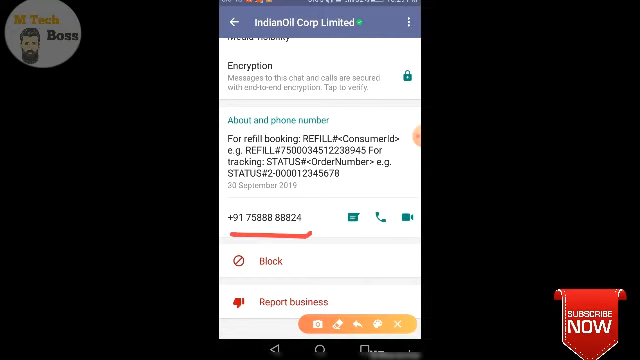 M Tech
Boss
IndianOil Corp Limited
Media visibility
Encryption
Messages to this chat and calls are secured
with end-to-end encryption. Tap to verify.
About and phone number
For refill booking: REFILL#<ConsumerId>
e.g. REFILL#7500034512238945 For
tracking: STATUS#<OrderNumber> e.g.
STATUS#2-000012345678
30 September 2019
+91 75888 88824
Block
Report business
SUBSCRIBE
NOW